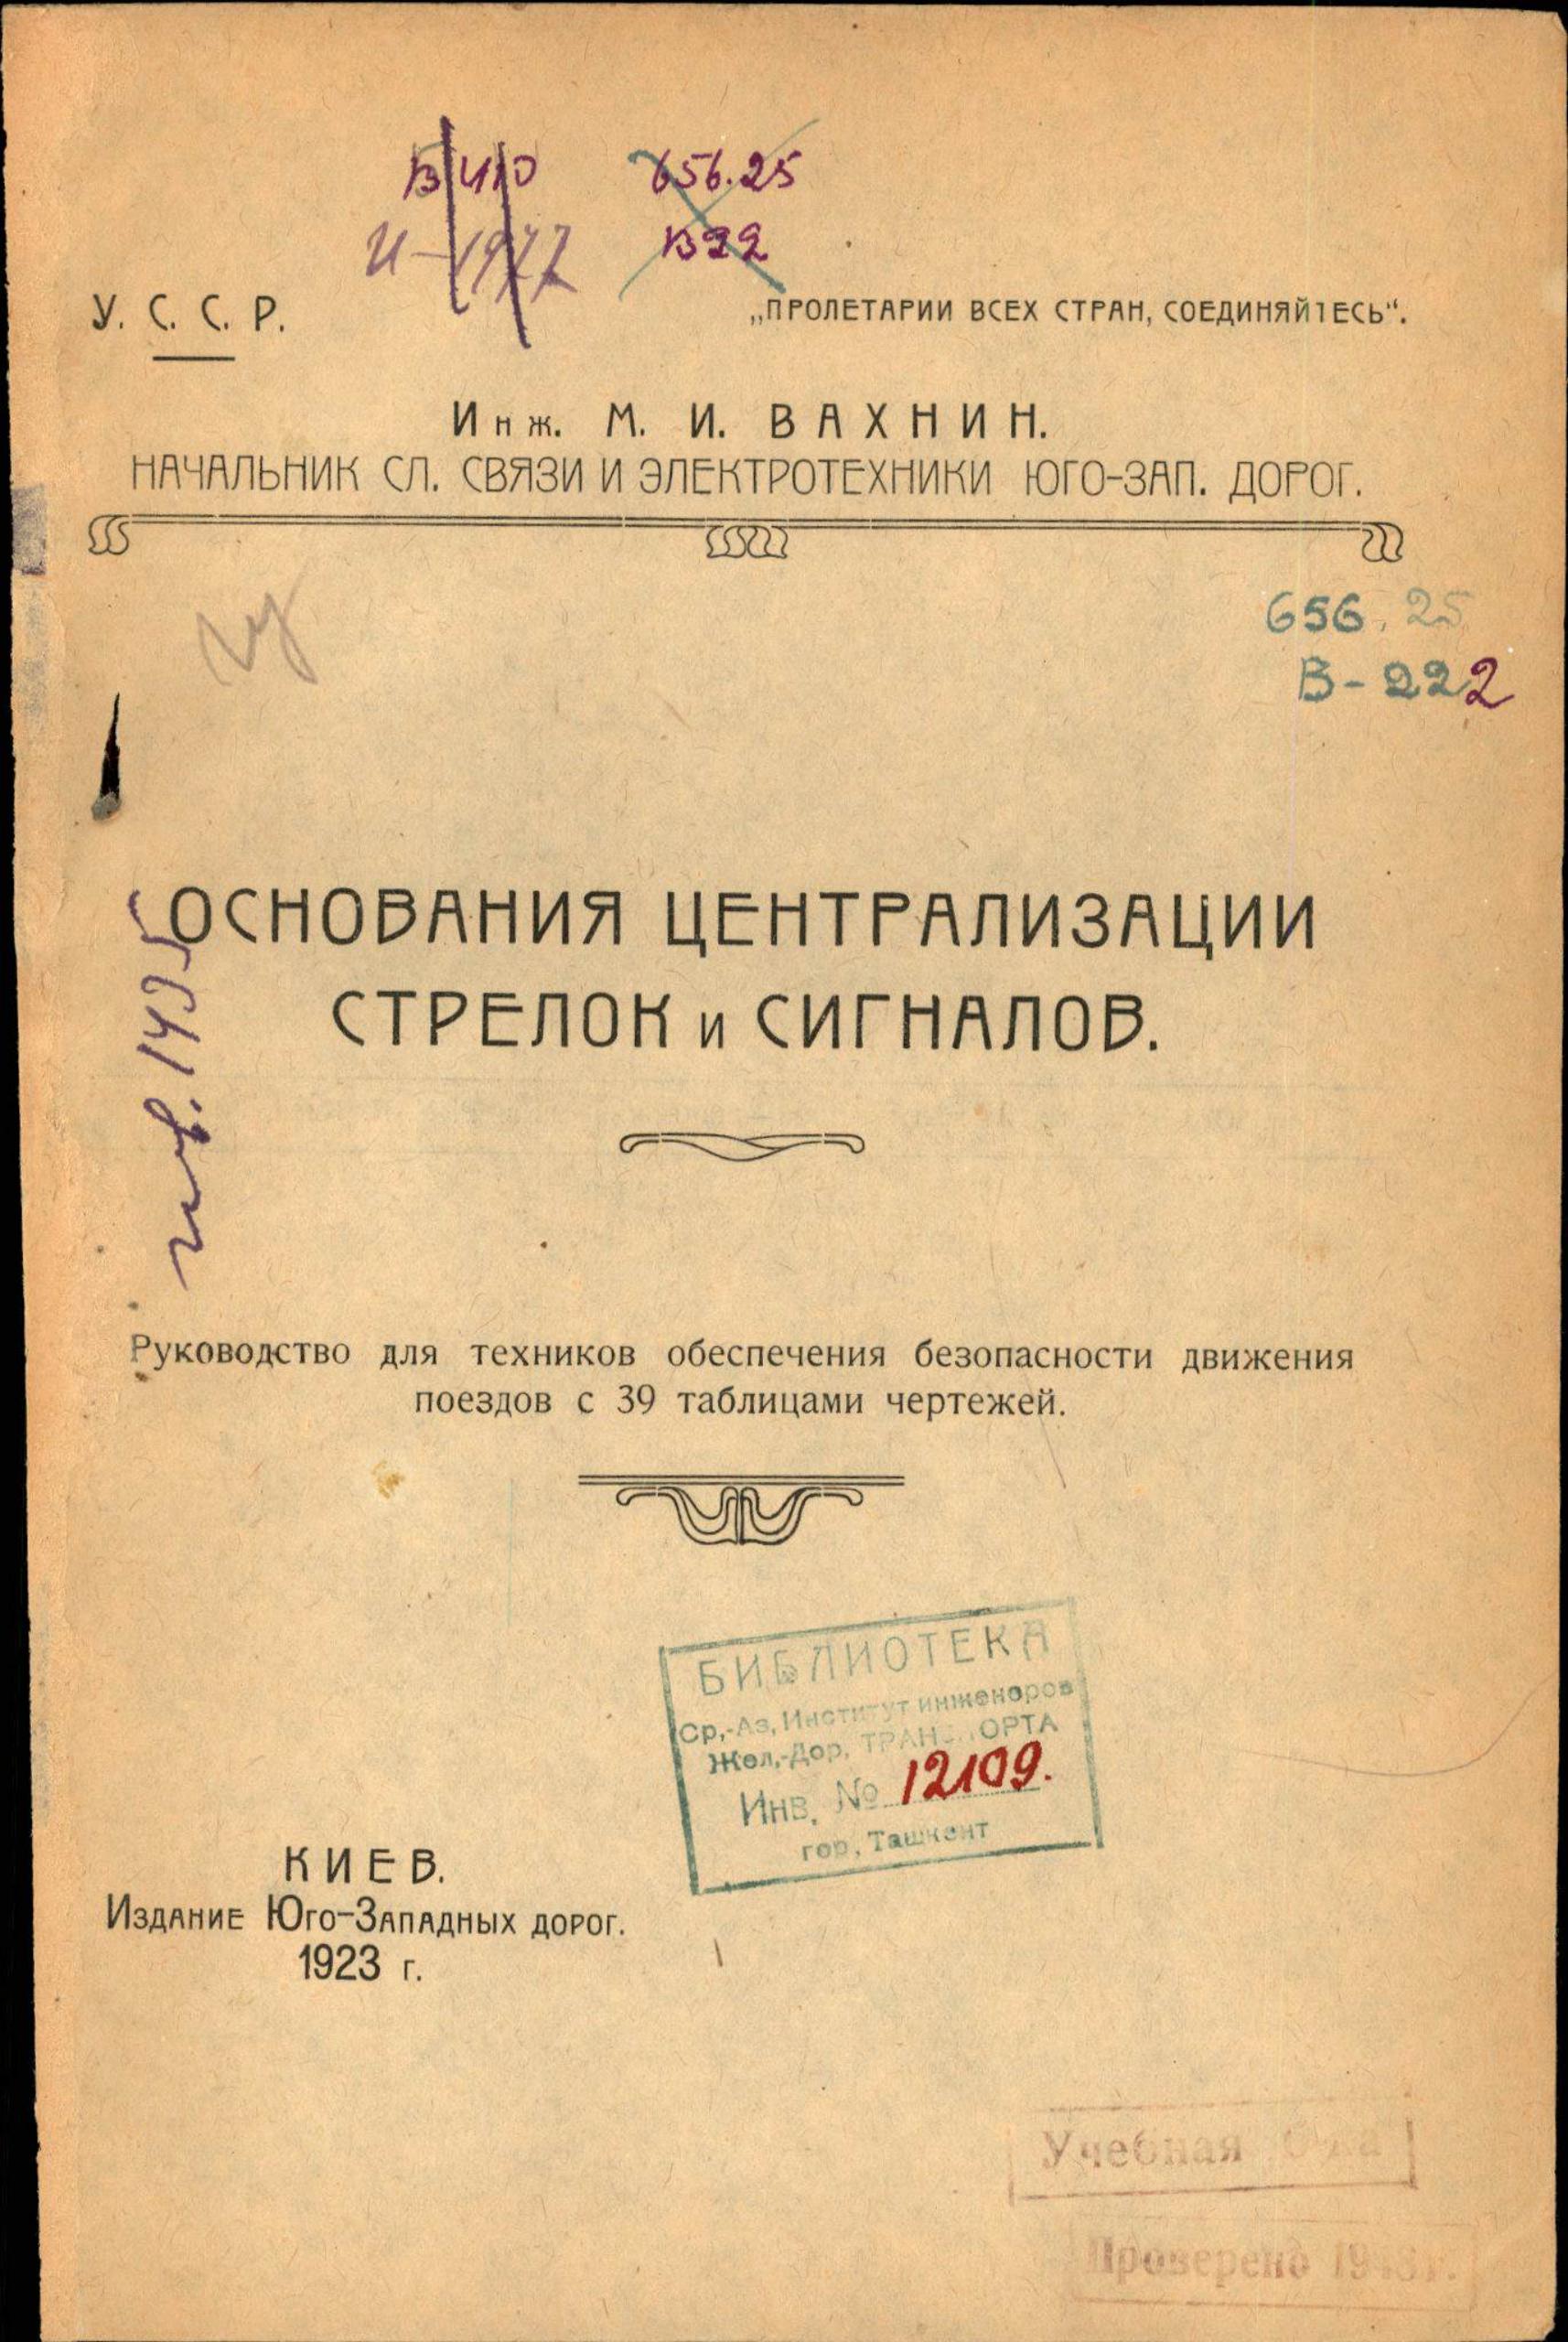 656.25
В22
У. С. С. Р.
„ПРОЛЕТАРИИ ВСЕХ СТРАН, СОЕДИНЯЙТЕСЬ“.
Инж. М. И. ВАХНИН.
НАЧАЛЬНИК СЛ. СВЯЗИ И ЭЛЕКТРОТЕХНИКИ ЮГО-ЗАП. ДОРОГ.
656.25
В-222
ОСНОВАНИЯ ЦЕНТРАЛИЗАЦИИ
СТРЕЛОК и СИГНАЛОВ.
Руководство для техников обеспечения безопасности движения
поездов с 39 таблицами чертежей.
БИБЛИОТЕКА
Ср,-Аз, Институт инженеров
Жел,-Дор, ТРАНСПОРТА
Инв. № 12109.
гор, Ташкент
КИЕВ.
Издание Юго-Западных дорог.
1923 г.
Учебная
Проверено